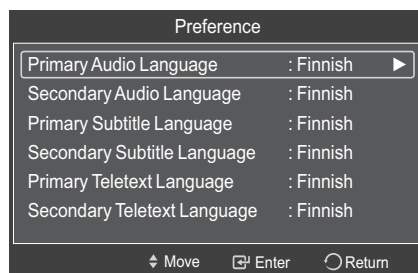 Preference
Primary Audio Language : Finnish ►
Secondary Audio Language : Finnish
Primary Subtitle Language : Finnish
Secondary Subtitle Language : Finnish
Primary Teletext Language : Finnish
Secondary Teletext Language : Finnish
Move Enter Return